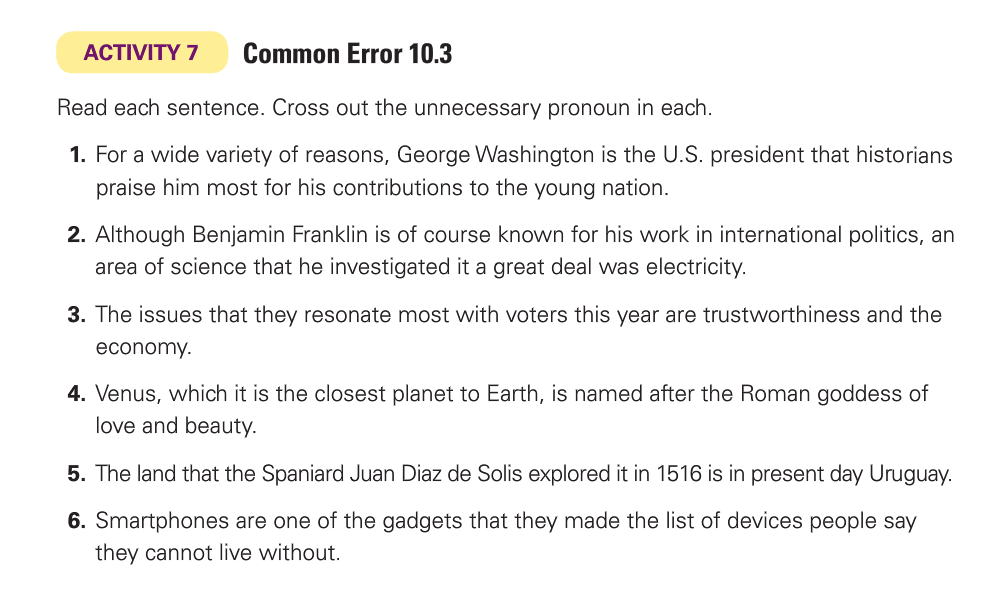 ACTIVITY 7 Common Error 10.3
Read each sentence. Cross out the unnecessary pronoun in each.
1. For a wide variety of reasons, George Washington is the U.S. president that historians
praise him most for his contributions to the young nation.
2. Although Benjamin Franklin is of course known for his work in international politics, an
area of science that he investigated it a great deal was electricity.
3. The issues that they resonate most with voters this year are trustworthiness and the
economy.
4. Venus, which it is the closest planet to Earth, is named after the Roman goddess of
love and beauty.
5. The land that the Spaniard Juan Diaz de Solis explored it in 1516 is in present day Uruguay.
6. Smartphones are one of the gadgets that they made the list of devices people say
they cannot live without.